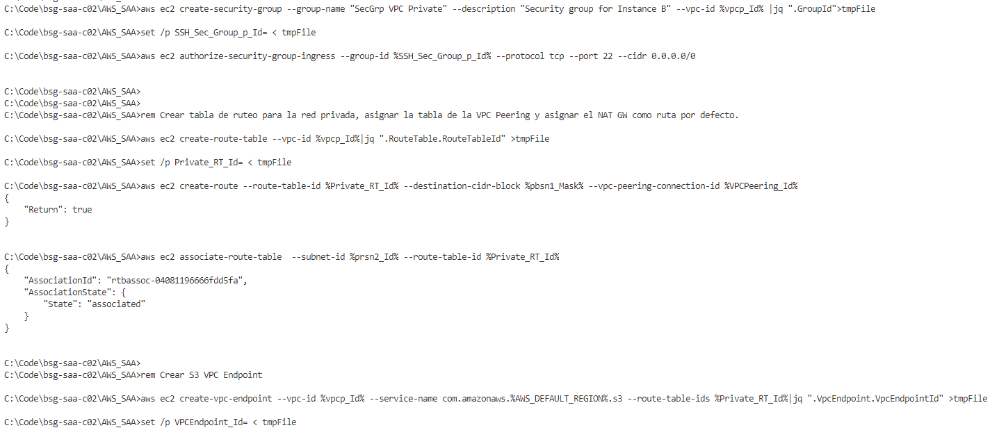 C:\Code\bsg-saa-c02\AWS_SAA>aws ec2 create-security-group --group-name "SecGrp VPC Private" --description "Security group for Instance B" --vpc-id %vpcp_Id% |jq ".GroupId">tmpFile
C:\Code\bsg-saa-c02\AWS_SAA>set /p SSH_Sec_Group_p_Id= < tmpFile
C:\Code\bsg-saa-c02\AWS_SAA>aws ec2 authorize-security-group-ingress --group-id %SSH_Sec_Group_p_Id% --protocol tcp --port 22 --cidr 0.0.0.0/0
C:\Code\bsg-saa-c02\AWS_SAA>
C:\Code\bsg-saa-c02\AWS_SAA>
C:\Code\bsg-saa-c02\AWS_SAA>rem Crear tabla de ruteo para la red privada, asignar la tabla de la VPC Peering y asignar el NAT GW como ruta por defecto.
C:\Code\bsg-saa-c02\AWS_SAA>aws ec2 create-route-table --vpc-id %vpcp_Id%|jq ".RouteTable.RouteTableId" >tmpFile
C:\Code\bsg-saa-c02\AWS_SAA>set /p Private_RT_Id= < tmpFile
C:\Code\bsg-saa-c02\AWS_SAA>aws ec2 create-route --route-table-id %Private_RT_Id% --destination-cidr-block %pbsn1_Mask% --vpc-peering-connection-id %VPCPeering_Id%
{
    "Return": true
}
C:\Code\bsg-saa-c02\AWS_SAA>aws ec2 associate-route-table  --subnet-id %prsn2_Id% --route-table-id %Private_RT_Id%
{
    "AssociationId": "rtbassoc-04081196666fdd5fa",
    "AssociationState": {
        "State": "associated"
    }
}
C:\Code\bsg-saa-c02\AWS_SAA>
C:\Code\bsg-saa-c02\AWS_SAA>rem Crear S3 VPC Endpoint
C:\Code\bsg-saa-c02\AWS_SAA>aws ec2 create-vpc-endpoint --vpc-id %vpcp_Id% --service-name com.amazonaws.%AWS_DEFAULT_REGION%.s3 --route-table-ids %Private_RT_Id%|jq ".VpcEndpoint.VpcEndpointId" >tmpFile
C:\Code\bsg-saa-c02\AWS_SAA>set /p VPCEndpoint_Id= < tmpFile